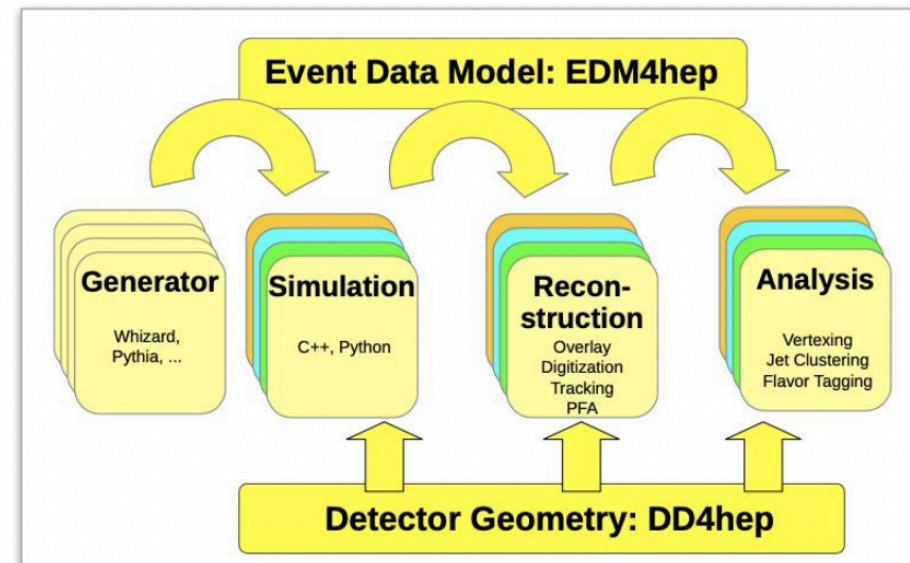 Event Data Model: EDM4hep
Generator
Whizard,
Pythia, ...
Simulation
C++, Python
Recon-
struction
Overlay
Digitization
Tracking
PFA
Analysis
Vertexing
Jet Clustering
Flavor Tagging
Detector Geometry: DD4hep